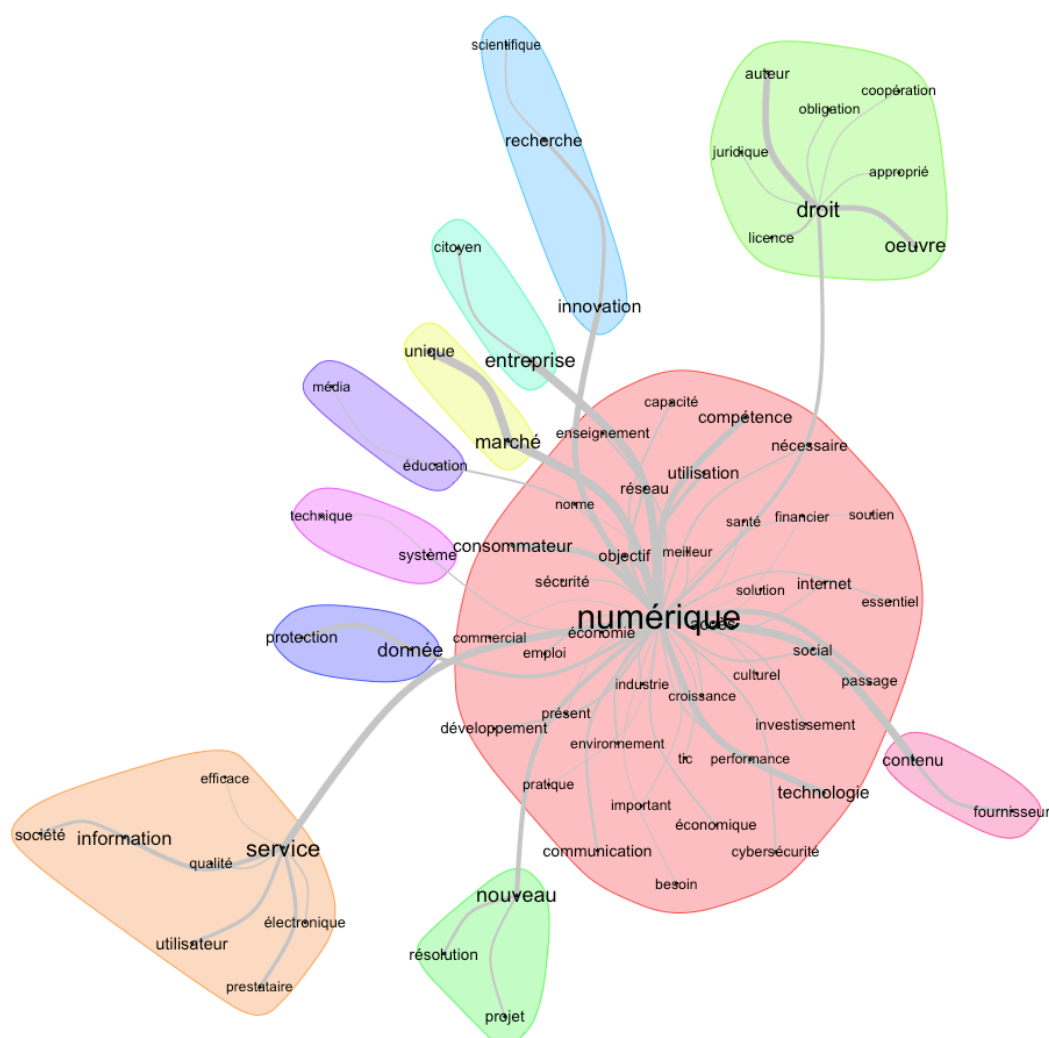 scientifique
auteur
coopération
obligation
recherche
juridique
approprié
droit
licence
oeuvre
citoyen
innovation
unique
entreprise
média
capacité
compétence
enseignement
marché
nécessaire
éducation
utilisation
réseau
norme
technique
santé
financier
soutien
système
consommateur
objectif
meilleur
sécurité
solution
internet
essentiel
numérique
accès
protection
donnée
commercial
économie
emploi
social
culturel
passage
industrie
croissance
présent
développement
investissement
environnement
tic
performance
contenu
efficace
pratique
technologie
important
fournisseur
société
information
économique
service
qualité
communication
cybersécurité
besoin
nouveau
électronique
utilisateur
résolution
prestataire
projet